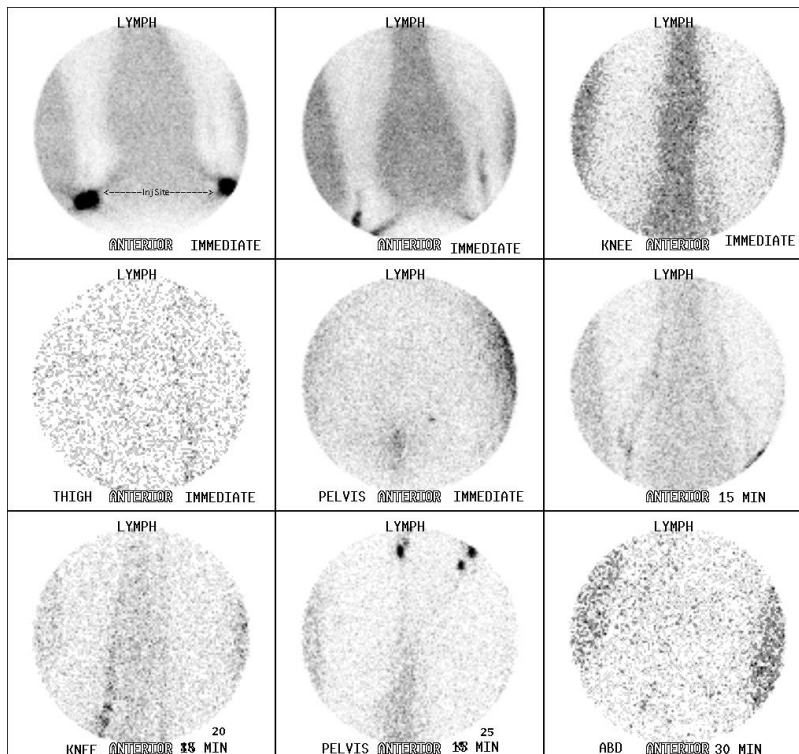 LYMPH
<----InjSite---->
ANTERIOR IMMEDIATE
LYMPH
ANTERIOR IMMEDIATE
LYMPH
KNEE ANTERIOR IMMEDIATE
LYMPH
THIGH ANTERIOR IMMEDIATE
LYMPH
PELVIS ANTERIOR IMMEDIATE
LYMPH
ANTERIOR 15 MIN
LYMPH
20
KNEE ANTERIOR MIN
LYMPH
25
PELVIS ANTERIOR MIN
LYMPH
ABD ANTERIOR 30 MIN